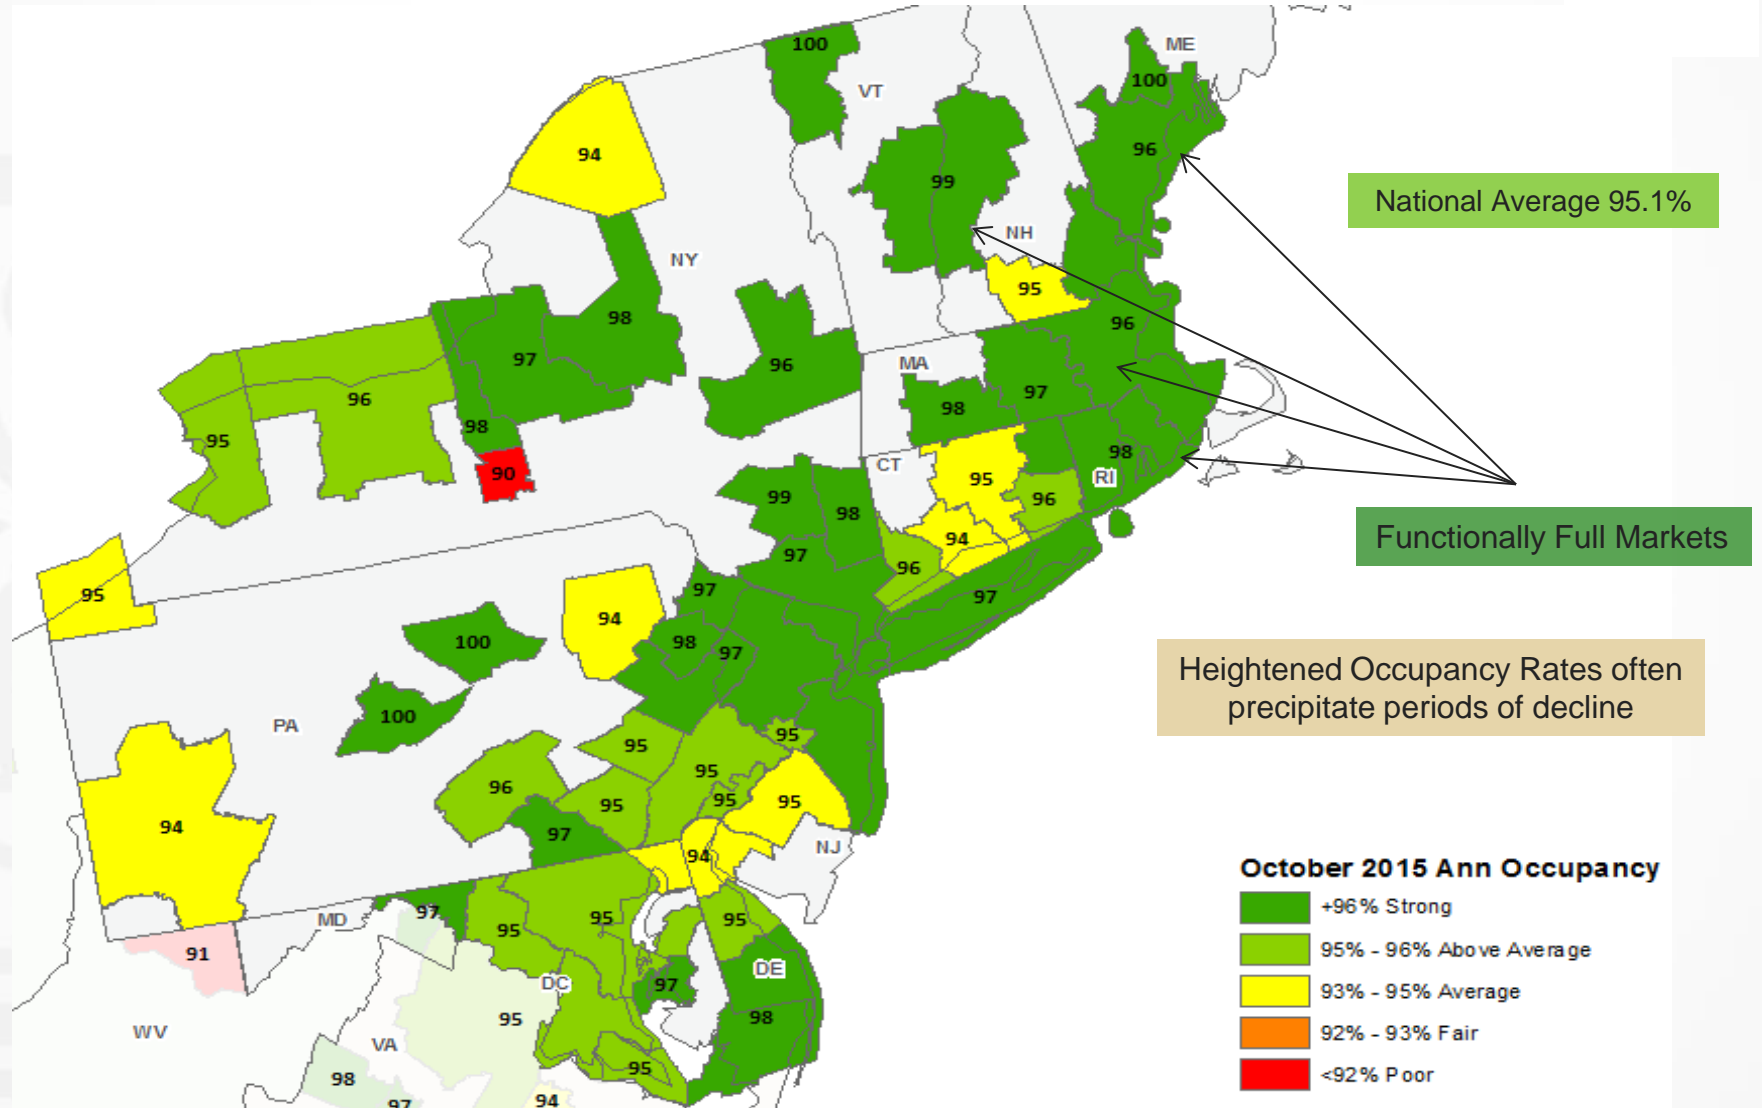 100
ME
100
VT
94
96
99
National Average 95.1%
NH
NY
95
98
96
97
96
MA
97
96
98
98
95
98
CT
90
95
RI
99
96
98
Functionally Full Markets
94
97
96
95
97
97
94
100
98
97
Heightened Occupancy Rates often
precipitate periods of decline
100
PA
95
95
95
96
95
95
95
94
97
NJ
94
October 2015 Ann Occupancy
+96% Strong
95% - 96% Above Average
93% - 95% Average
92% - 93% Fair
<92% Poor
97
MD
95
95
95
91
DE
DC
97
95
98
WV
VA
95
98
94
97